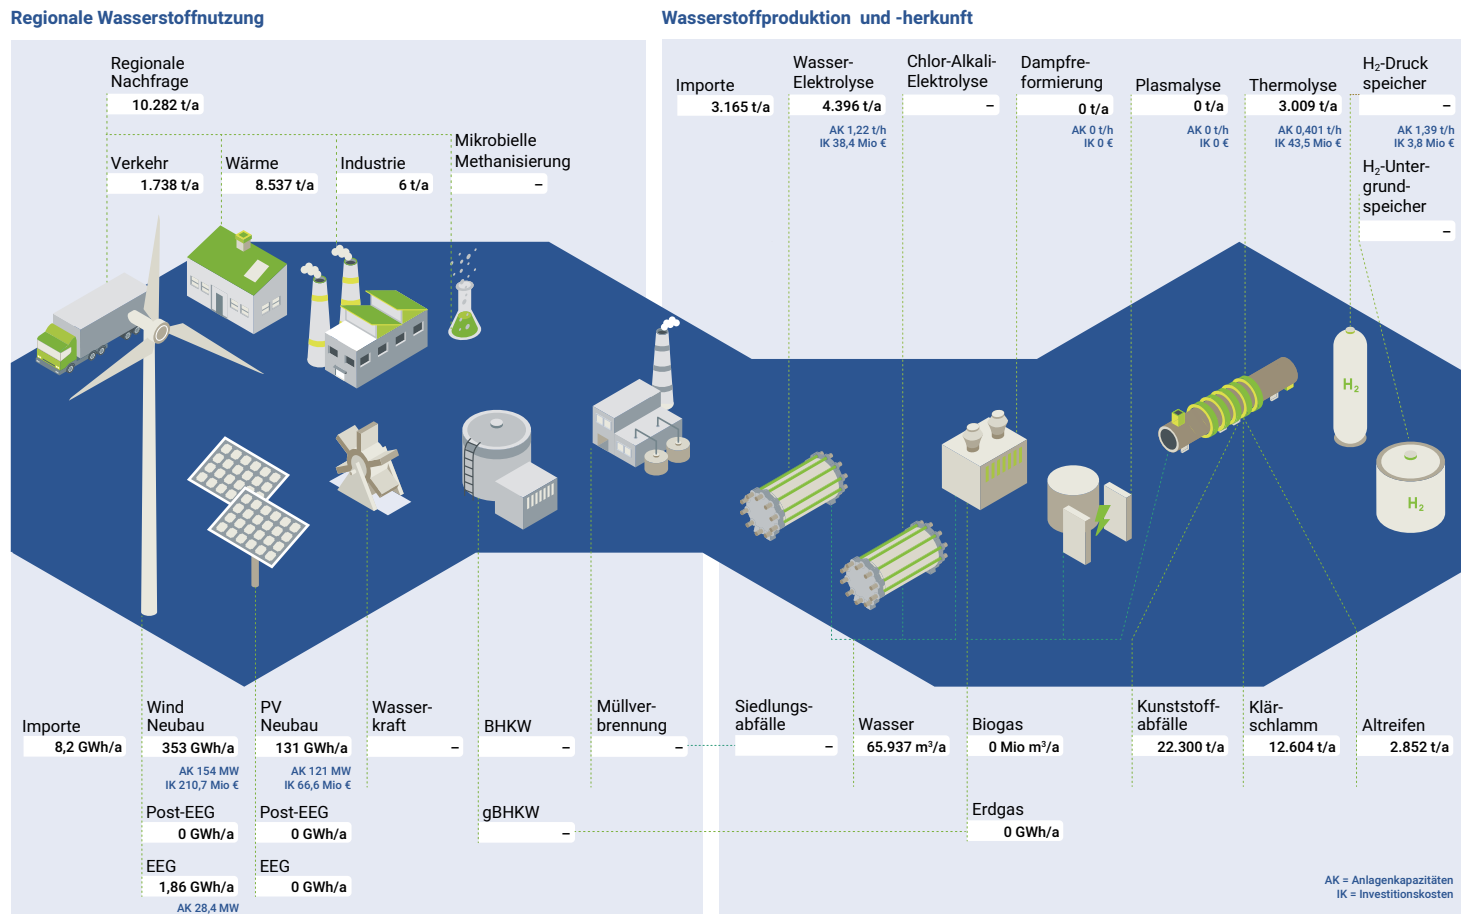 Regionale Wasserstoffnutzung
Regionale
Nachfrage
10.282 t/a
Verkehr
1.738 t/a
Wärme
8.537 t/a
Industrie
6 t/a
Mikrobielle
Methanisierung
–
Wasserstoffproduktion und -herkunft
Importe
3.165 t/a
Wasser-
Elektrolyse
4.396 t/a
AK 1,22 t/h
IK 38,4 Mio €
Chlor-Alkali-
Elektrolyse
–
Dampfre-
formierung
0 t/a
AK 0 t/h
IK 0 €
Plasmalyse
0 t/a
AK 0 t/h
IK 0 €
Thermolyse
3.009 t/a
AK 0,401 t/h
IK 43,5 Mio €
H₂-Druck
speicher
–
AK 1,39 t/h
IK 3,8 Mio €
H₂-Unter-
grund-
speicher
–
H₂
H₂
Importe
8,2 GWh/a
Wind
Neubau
353 GWh/a
AK 154 MW
IK 210,7 Mio €
Post-EEG
0 GWh/a
EEG
1,86 GWh/a
AK 28,4 MW
PV
Neubau
131 GWh/a
AK 121 MW
IK 66,6 Mio €
Post-EEG
0 GWh/a
EEG
0 GWh/a
Wasser-
kraft
–
BHKW
–
gBHKW
–
Müllver-
brennung
–
Siedlungs-
abfälle
–
Wasser
65.937 m³/a
Biogas
0 Mio m³/a
Erdgas
0 GWh/a
Kunststoff-
abfälle
22.300 t/a
Klär-
schlamm
12.604 t/a
Altreifen
2.852 t/a
AK = Anlagenkapazitäten
IK = Investitionskosten